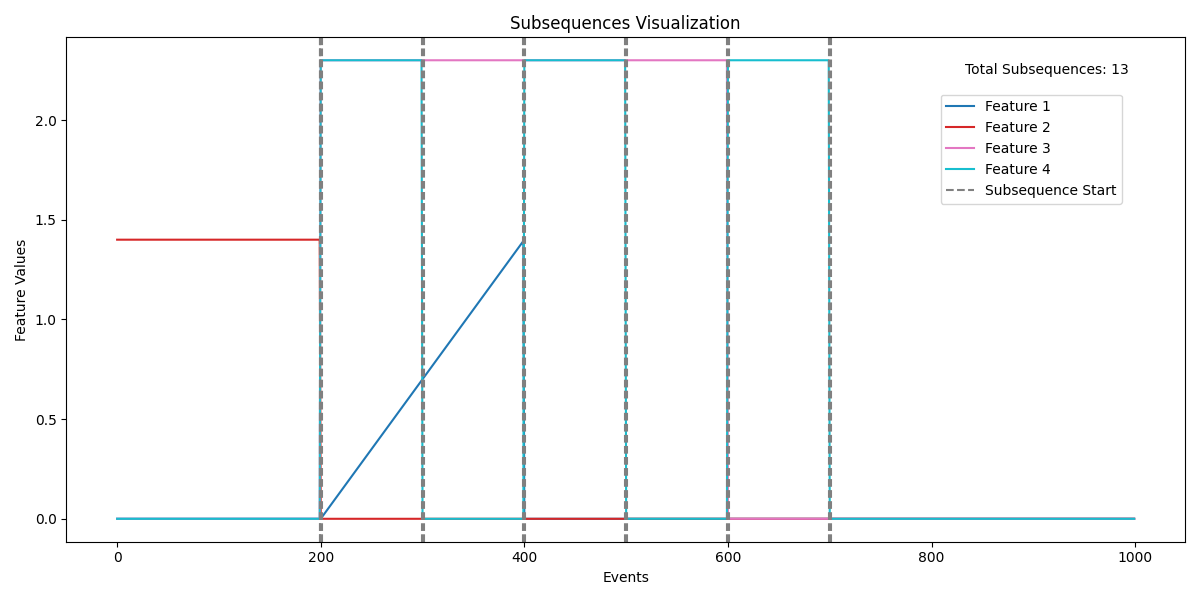 Subsequences Visualization
Total Subsequences: 13
Feature 1
Feature 2
Feature 3
Feature 4
Subsequence Start
Feature Values
2.0
1.5
1.0
0.5
0.0
0 200 400 600 800 1000
Events